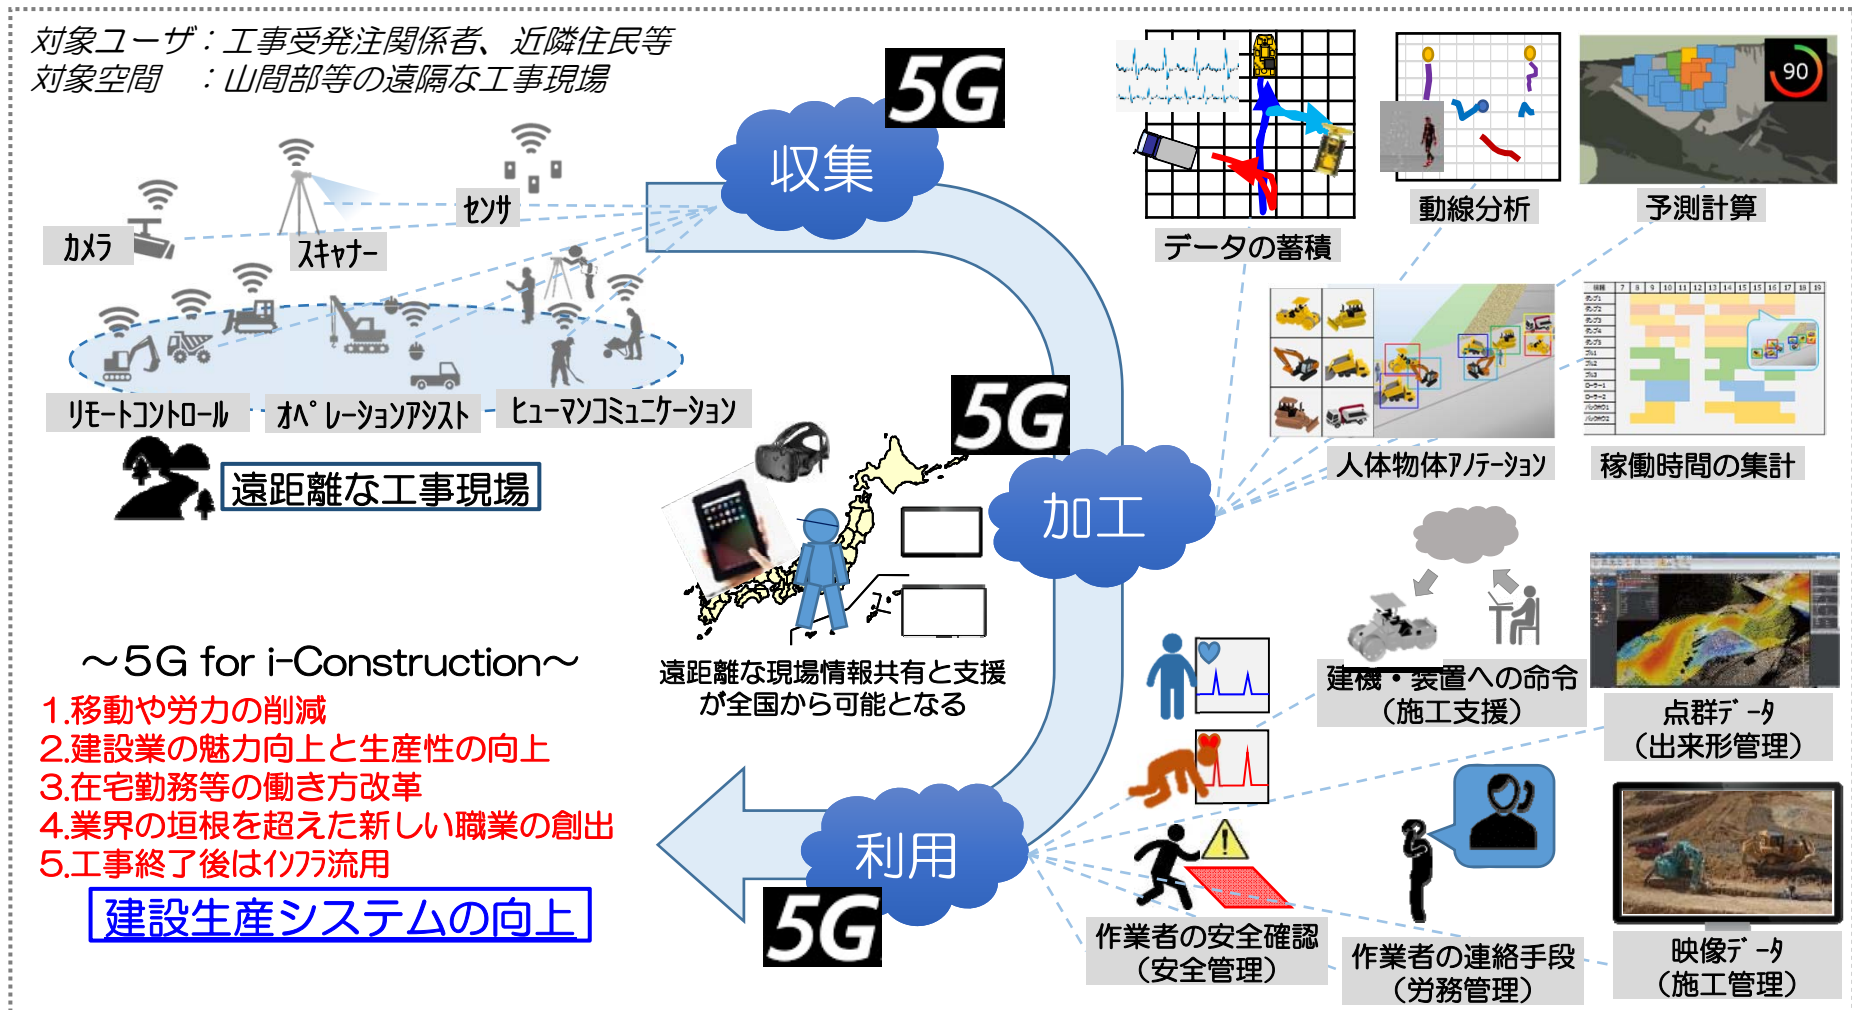 対象ユーザ：工事受発注関係者、近隣住民等
対象空間　：山間部等の遠隔な工事現場
5G
収集
センサ
カメラ
スキャナー
リモートコントロール
オペレーションアシスト
ヒューマンコミュニケーション
遠距離な工事現場
データの蓄積
動線分析
90
予測計算
人体物体アノテーション
7 8 9 10 11 12 13 14 15 15 16 17 18 19
稼働時間の集計
5G
加工
遠距離な現場情報共有と支援
が全国から可能となる
～5G for i-Construction～
1.移動や労力の削減
2.建設業の魅力向上と生産性の向上
3.在宅勤務等の働き方改革
4.業界の垣根を超えた新しい職業の創出
5.工事終了後はインフラ流用
建設生産システムの向上
利用
5G
建機・装置への命令
（施工支援）
点群データ
（出来形管理）
作業者の安全確認
（安全管理）
作業者の連絡手段
（労務管理）
映像データ
（施工管理）